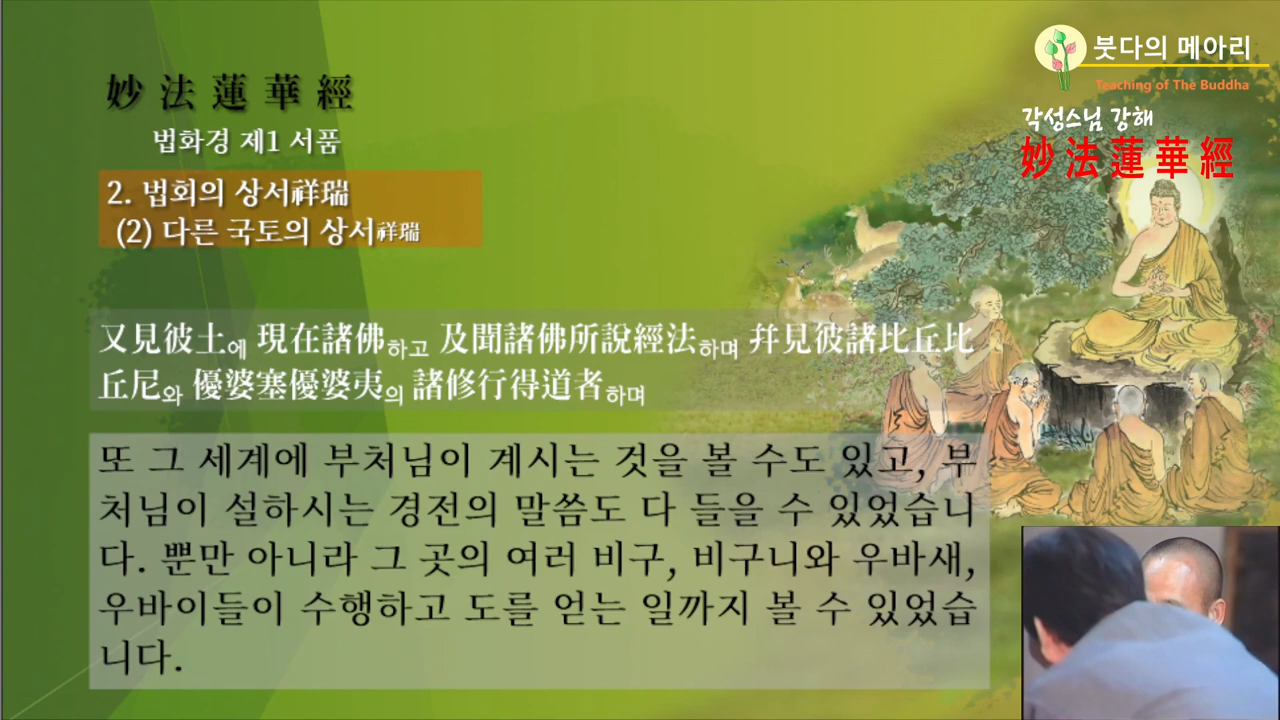 妙法蓮華經
법화경 제1 서품
2. 법회의 상서祥瑞
(2) 다른 국토의 상서祥瑞
又見彼土에 現在諸佛하고 及聞諸佛所說經法하며 幷見彼諸比丘比
丘尼와 優婆塞優婆夷의 諸修行得道者하며
또 그 세계에 부처님이 계시는 것을 볼 수도 있고, 부
처님이 설하시는 경전의 말씀도 다 들을 수 있었습니
다. 뿐만 아니라 그 곳의 여러 비구, 비구니와 우바새,
우바이들이 수행하고 도를 얻는 일까지 볼 수 있었습
니다.
붓다의 메아리
Teaching of The Buddha
각성스님 강해
妙法蓮華經